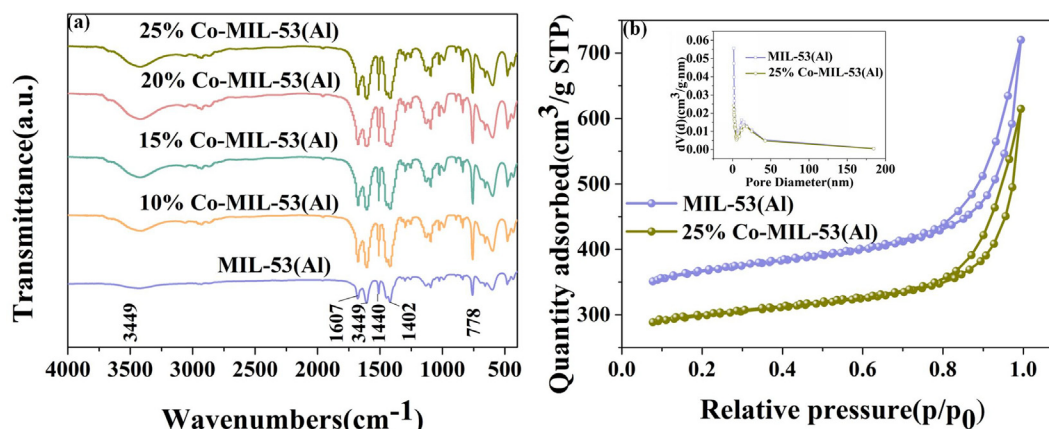 (a)
25% Co-MIL-53(Al)
20% Co-MIL-53(Al)
15% Co-MIL-53(Al)
10% Co-MIL-53(Al)
MIL-53(Al)
3449
1607
3449
1440
1402
778
Transmittance(a.u.)
4000 3500 3000 2500 2000 1500 1000 500
Wavenumbers(cm-1)
(b)
700
600
500
400
300
Quantity adsorbed(cm3/g STP)
0.0 0.2 0.4 0.6 0.8 1.0
Relative pressure(p/p0)
MIL-53(Al)
25% Co-MIL-53(Al)
MIL-53(Al)
25% Co-MIL-53(Al)
0.06
0.05
0.04
0.03
0.02
0.01
0.00
dV(d)(cm3/g·nm)
0 50 100 150 200
Pore Diameter(nm)